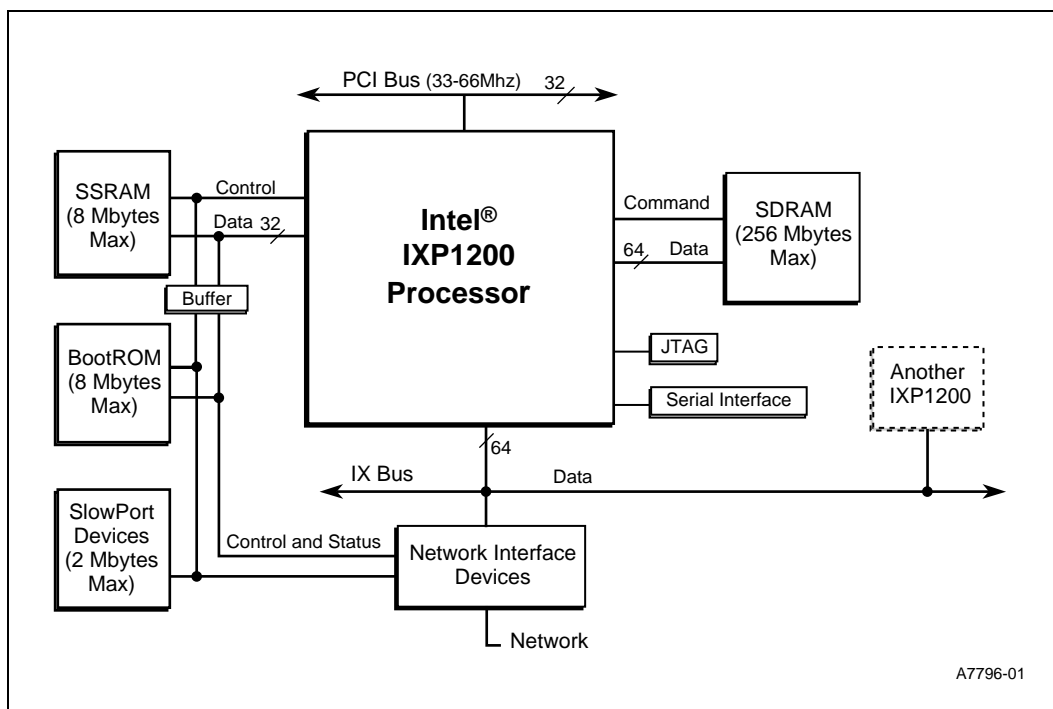 PCI Bus (33-66Mhz) 32
SSRAM
(8 Mbytes
Max)
Control
Data 32
Buffer
Intel®
IXP1200
Processor
Command
64 Data
SDRAM
(256 Mbytes
Max)
BootROM
(8 Mbytes
Max)
JTAG
Serial Interface
Another
IXP1200
64
IX Bus
Data
SlowPort
Devices
(2 Mbytes
Max)
Control and Status
Network Interface
Devices
Network
A7796-01